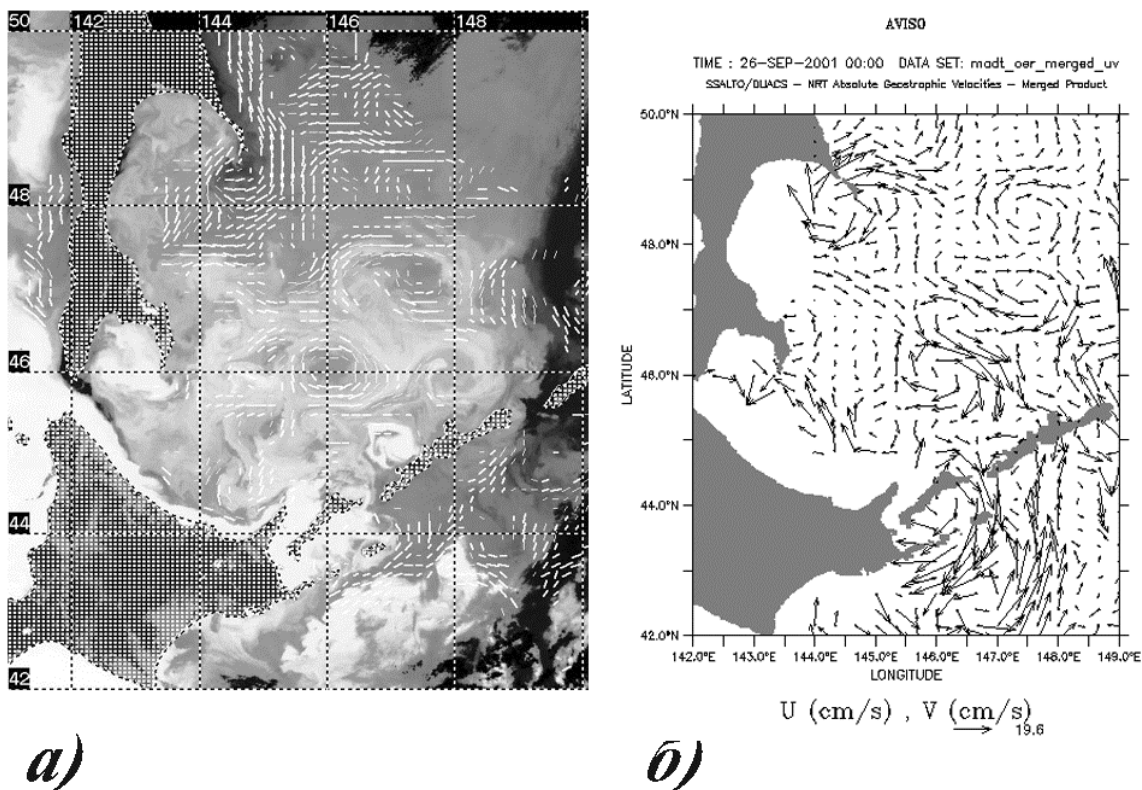 50 142 144 146 148
48
46
44
42
а)
AVISO
TIME : 26-SEP-2001 00:00 DATA SET: madt_oer_merged_uv
SSALTO/DUACS - NRT Absolute Geostrophic Velocities - Merged Product
50.0°N
48.0°N
46.0°N
44.0°N
42.0°N
LATITUDE
142.0°E 143.0°E 144.0°E 145.0°E 146.0°E 147.0°E 148.0°E 149.0°E
LONGITUDE
U (cm/s) , V (cm/s)
19.6
б)